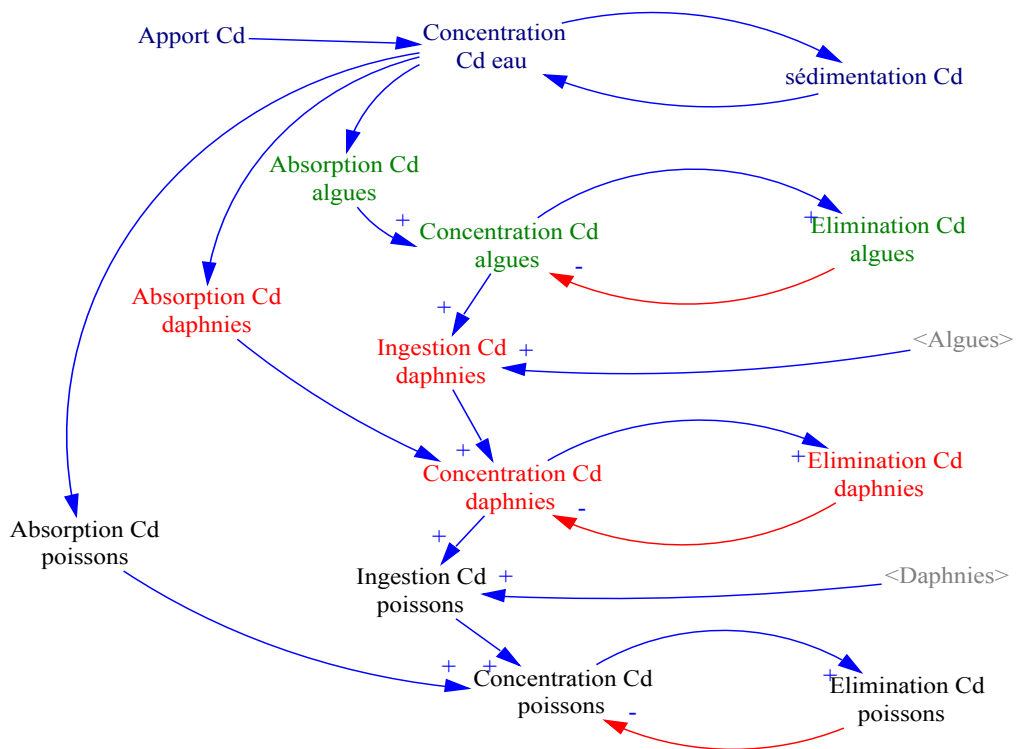 Apport Cd
Concentration
Cd eau
sédimentation Cd
Absorption Cd
algues
+
Concentration Cd
algues
+
Elimination Cd
algues
-
Absorption Cd
daphnies
+
Ingestion Cd
daphnies
+
<Algues>
+
Concentration Cd
daphnies
+
Elimination Cd
daphnies
-
Absorption Cd
poissons
+
Ingestion Cd
poissons
+
<Daphnies>
+
+
Concentration Cd
poissons
+
Elimination Cd
poissons
-